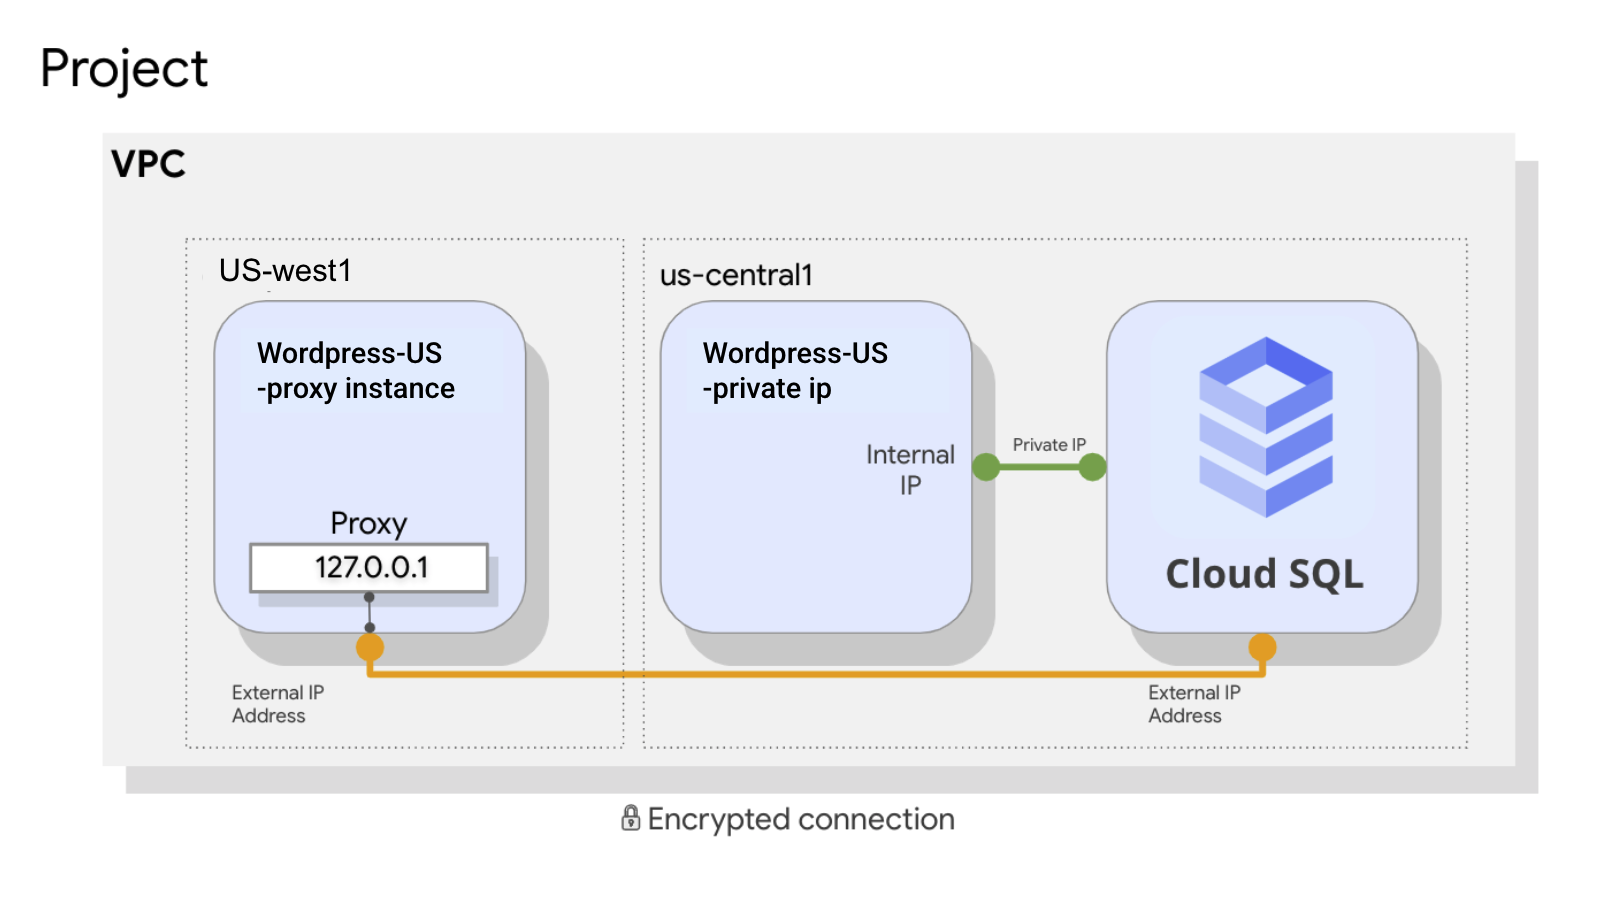 Project
VPC
US-west1
Wordpress-US
-proxy instance
Proxy
127.0.0.1
External IP
Address
us-central1
Wordpress-US
-private ip
Internal
IP
Private IP
Cloud SQL
External IP
Address
Encrypted connection